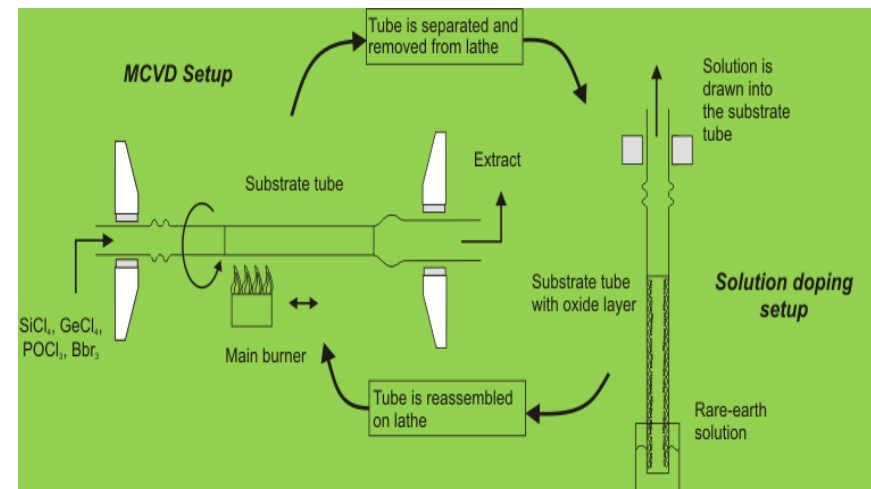 Tube is separated and
removed from lathe
MCVD Setup
Solution is
drawn into
the substrate
tube
Extract
Substrate tube
Substrate tube
with oxide layer
Solution doping
setup
SiCl₄, GeCl₄,
POCl₃, Bbr₃
Main burner
Tube is reassembled
on lathe
Rare-earth
solution